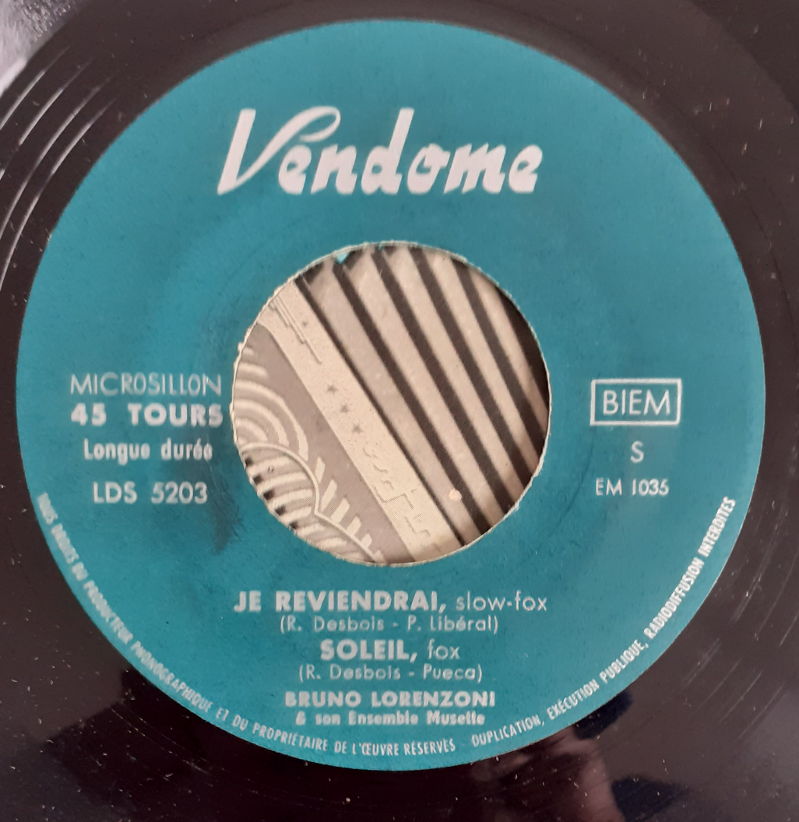 Vendome
MICROSILLON
45 TOURS
Longue durée
LDS 5203
BIEM
S
EM 1035
JE REVIENDRAI, slow-fox
(R. Desbois - P. Libéral)
SOLEIL, fox
(R. Desbois - Pueca)
BRUNO LORENZONI
& son Ensemble Musette
TOUS DROITS DU PRODUCTEUR PHONOGRAPHIQUE ET DU PROPRIÉTAIRE DE L'ŒUVRE RÉSERVÉS DUPLICATION, EXÉCUTION PUBLIQUE, RADIODIFFUSION INTERDITES